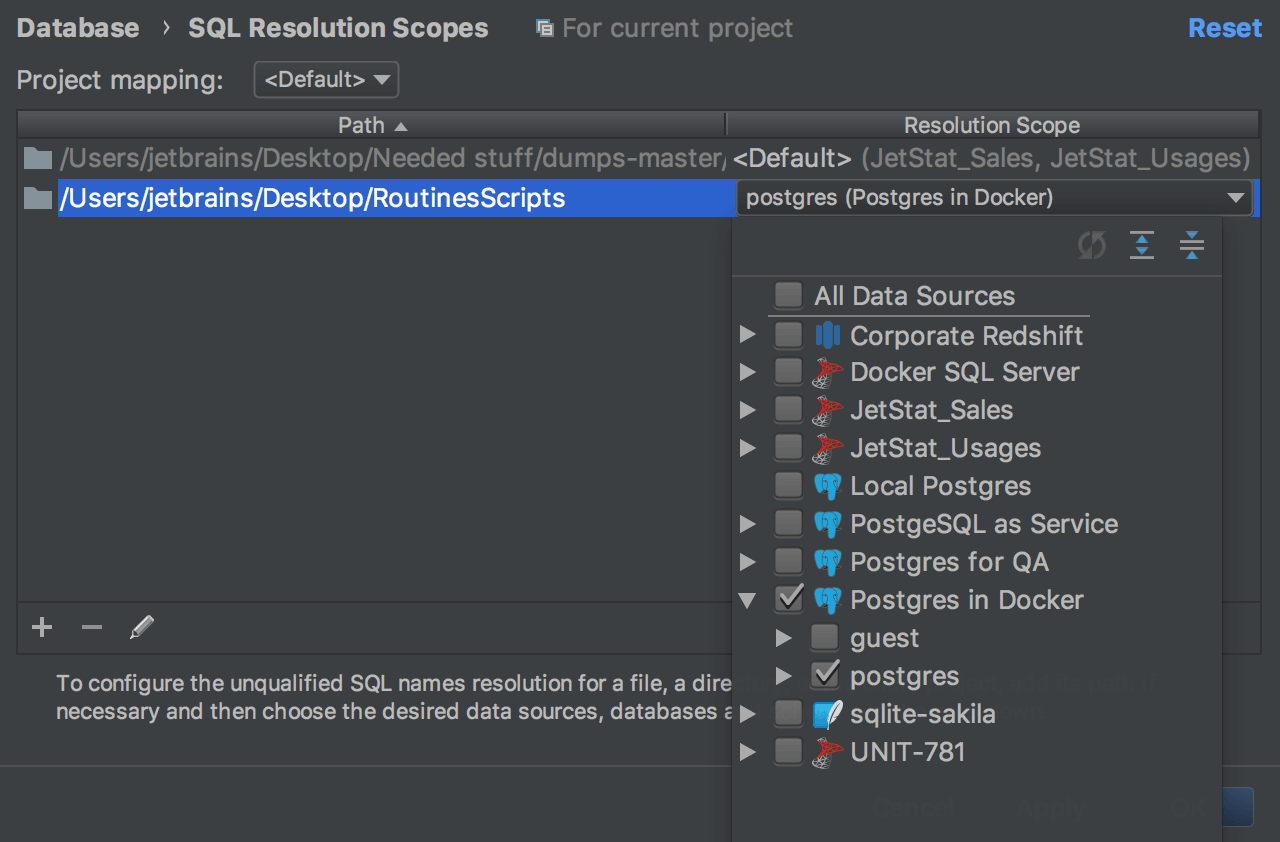 Database › SQL Resolution Scopes For current project Reset
Project mapping: <Default>
Path Resolution Scope
/Users/jetbrains/Desktop/Needed stuff/dumps-master/ <Default> (JetStat_Sales, JetStat_Usages)
/Users/jetbrains/Desktop/RoutinesScripts postgres (Postgres in Docker)
All Data Sources
Corporate Redshift
Docker SQL Server
JetStat_Sales
JetStat_Usages
Local Postgres
PostgeSQL as Service
Postgres for QA
Postgres in Docker
guest
postgres
sqlite-sakila
UNIT-781
To configure the unqualified SQL names resolution for a file, a dire
necessary and then choose the desired data sources, databases a
Cancel Apply OK